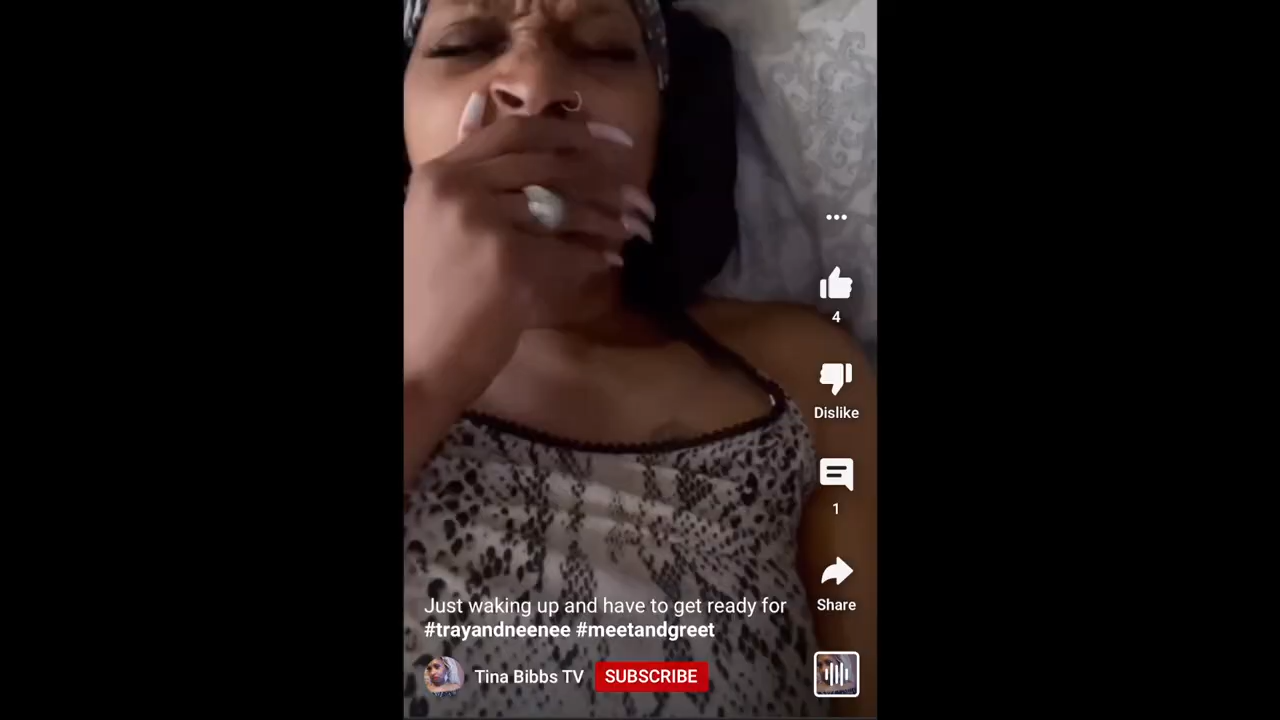 4
Dislike
1
Share
Just waking up and have to get ready for
#trayandneenee #meetandgreet
Tina Bibbs TV SUBSCRIBE